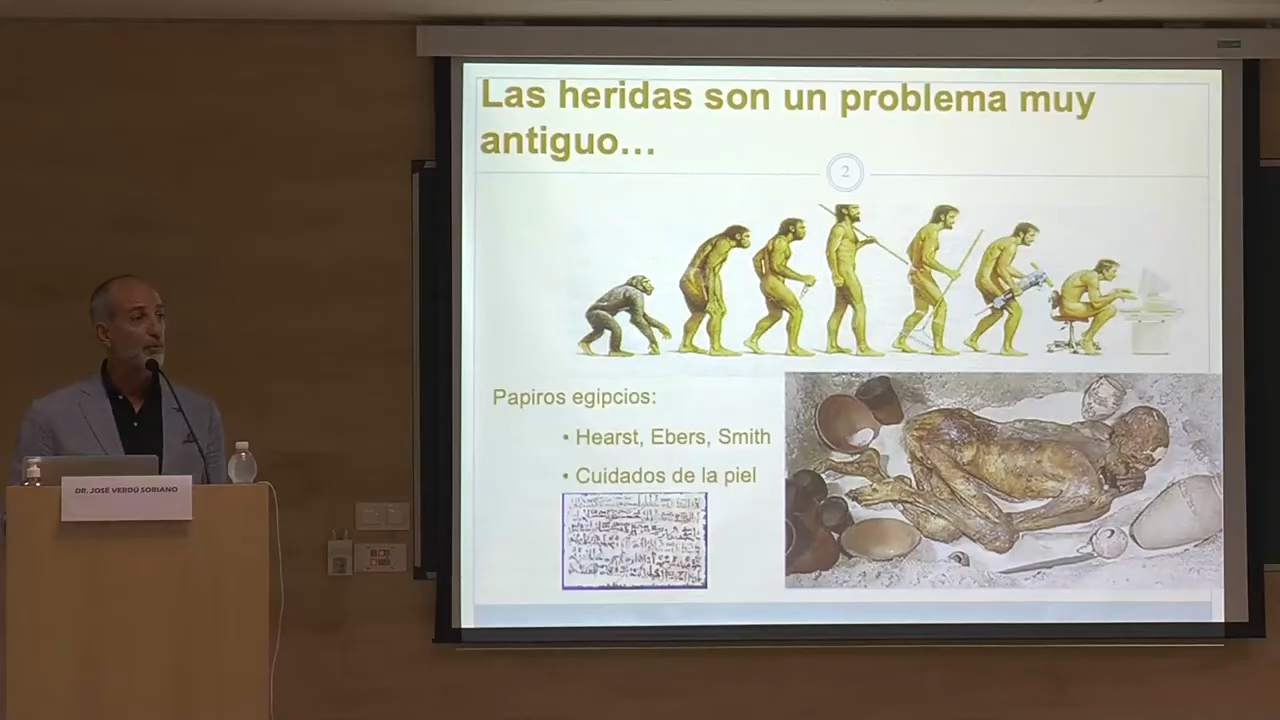 Las heridas son un problema muy
antiguo...
2
Papiros egipcios:
• Hearst, Ebers, Smith
• Cuidados de la piel
DR. JOSÉ VERDÚ SORIANO